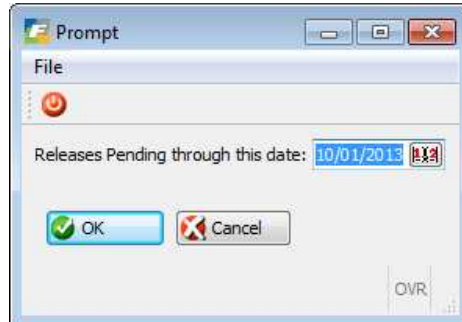 Prompt
File
Releases Pending through this date: 10/01/2013
OK Cancel
OVR